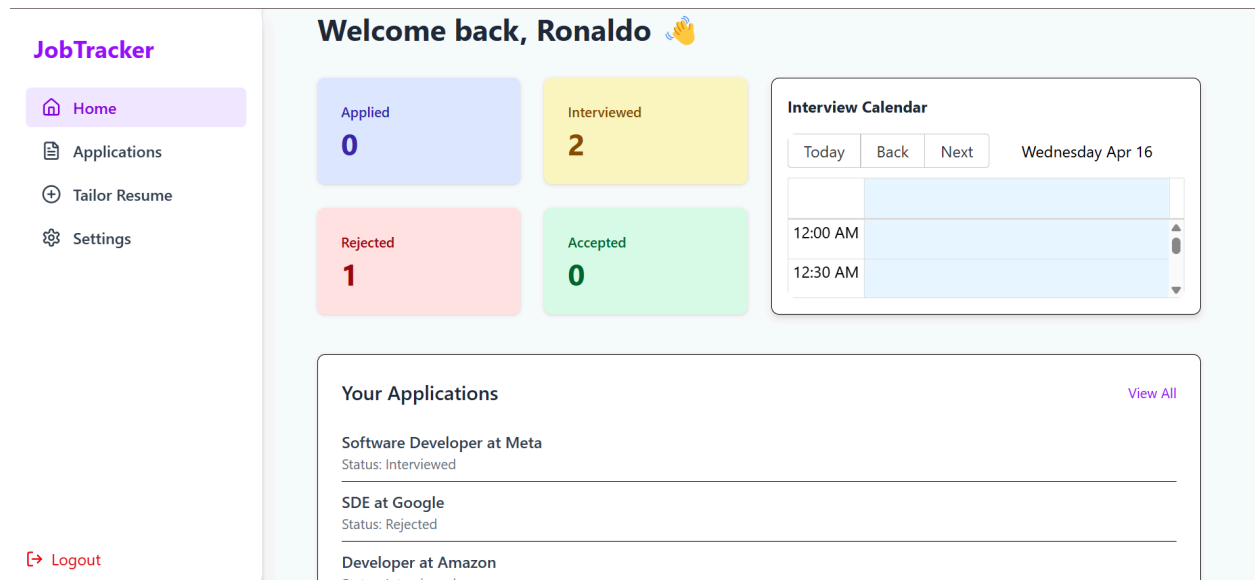 JobTracker
Home
Applications
Tailor Resume
Settings
Logout
Welcome back, Ronaldo 👋
Applied
0
Interviewed
2
Rejected
1
Accepted
0
Interview Calendar
Today Back Next Wednesday Apr 16
12:00 AM
12:30 AM
Your Applications View All
Software Developer at Meta
Status: Interviewed
SDE at Google
Status: Rejected
Developer at Amazon